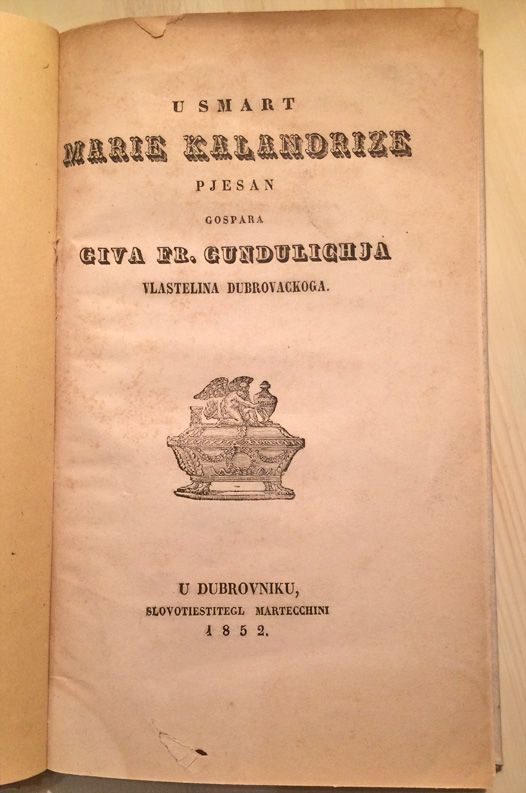 U SMART
MARIE KALANDRIZE
PJESAN
GOSPARA
GIVA FR. GUNDULICHJA
VLASTELINA DUBROVACKOGA.
U DUBROVNIKU,
SLOVOTIESTITEGL MARTECCHINI
1852.